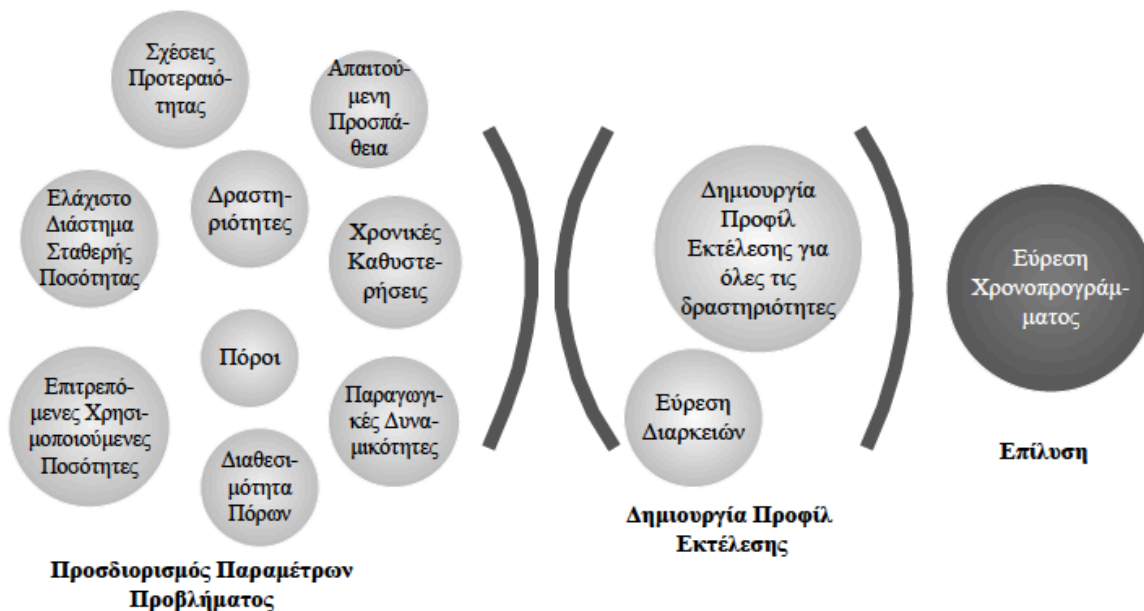 Σχέσεις
Προτεραιό-
τητας
Απαιτού-
μενη
Προσπά-
θεια
Ελάχιστο
Διάστημα
Σταθερής
Ποσότητας
Δραστη-
ριότητες
Χρονικές
Καθυστε-
ρήσεις
Πόροι
Επιτρεπό-
μενες Χρησι-
μοποιούμενες
Ποσότητες
Παραγωγι-
κές Δυνα-
μικότητες
Διαθεσι-
μότητα
Πόρων
Προσδιορισμός Παραμέτρων
Προβλήματος
Δημιουργία
Προφίλ
Εκτέλεσης για
όλες τις
δραστηριότητες
Εύρεση
Διαρκειών
Δημιουργία Προφίλ
Εκτέλεσης
Εύρεση
Χρονοπρογράμ-
ματος
Επίλυση